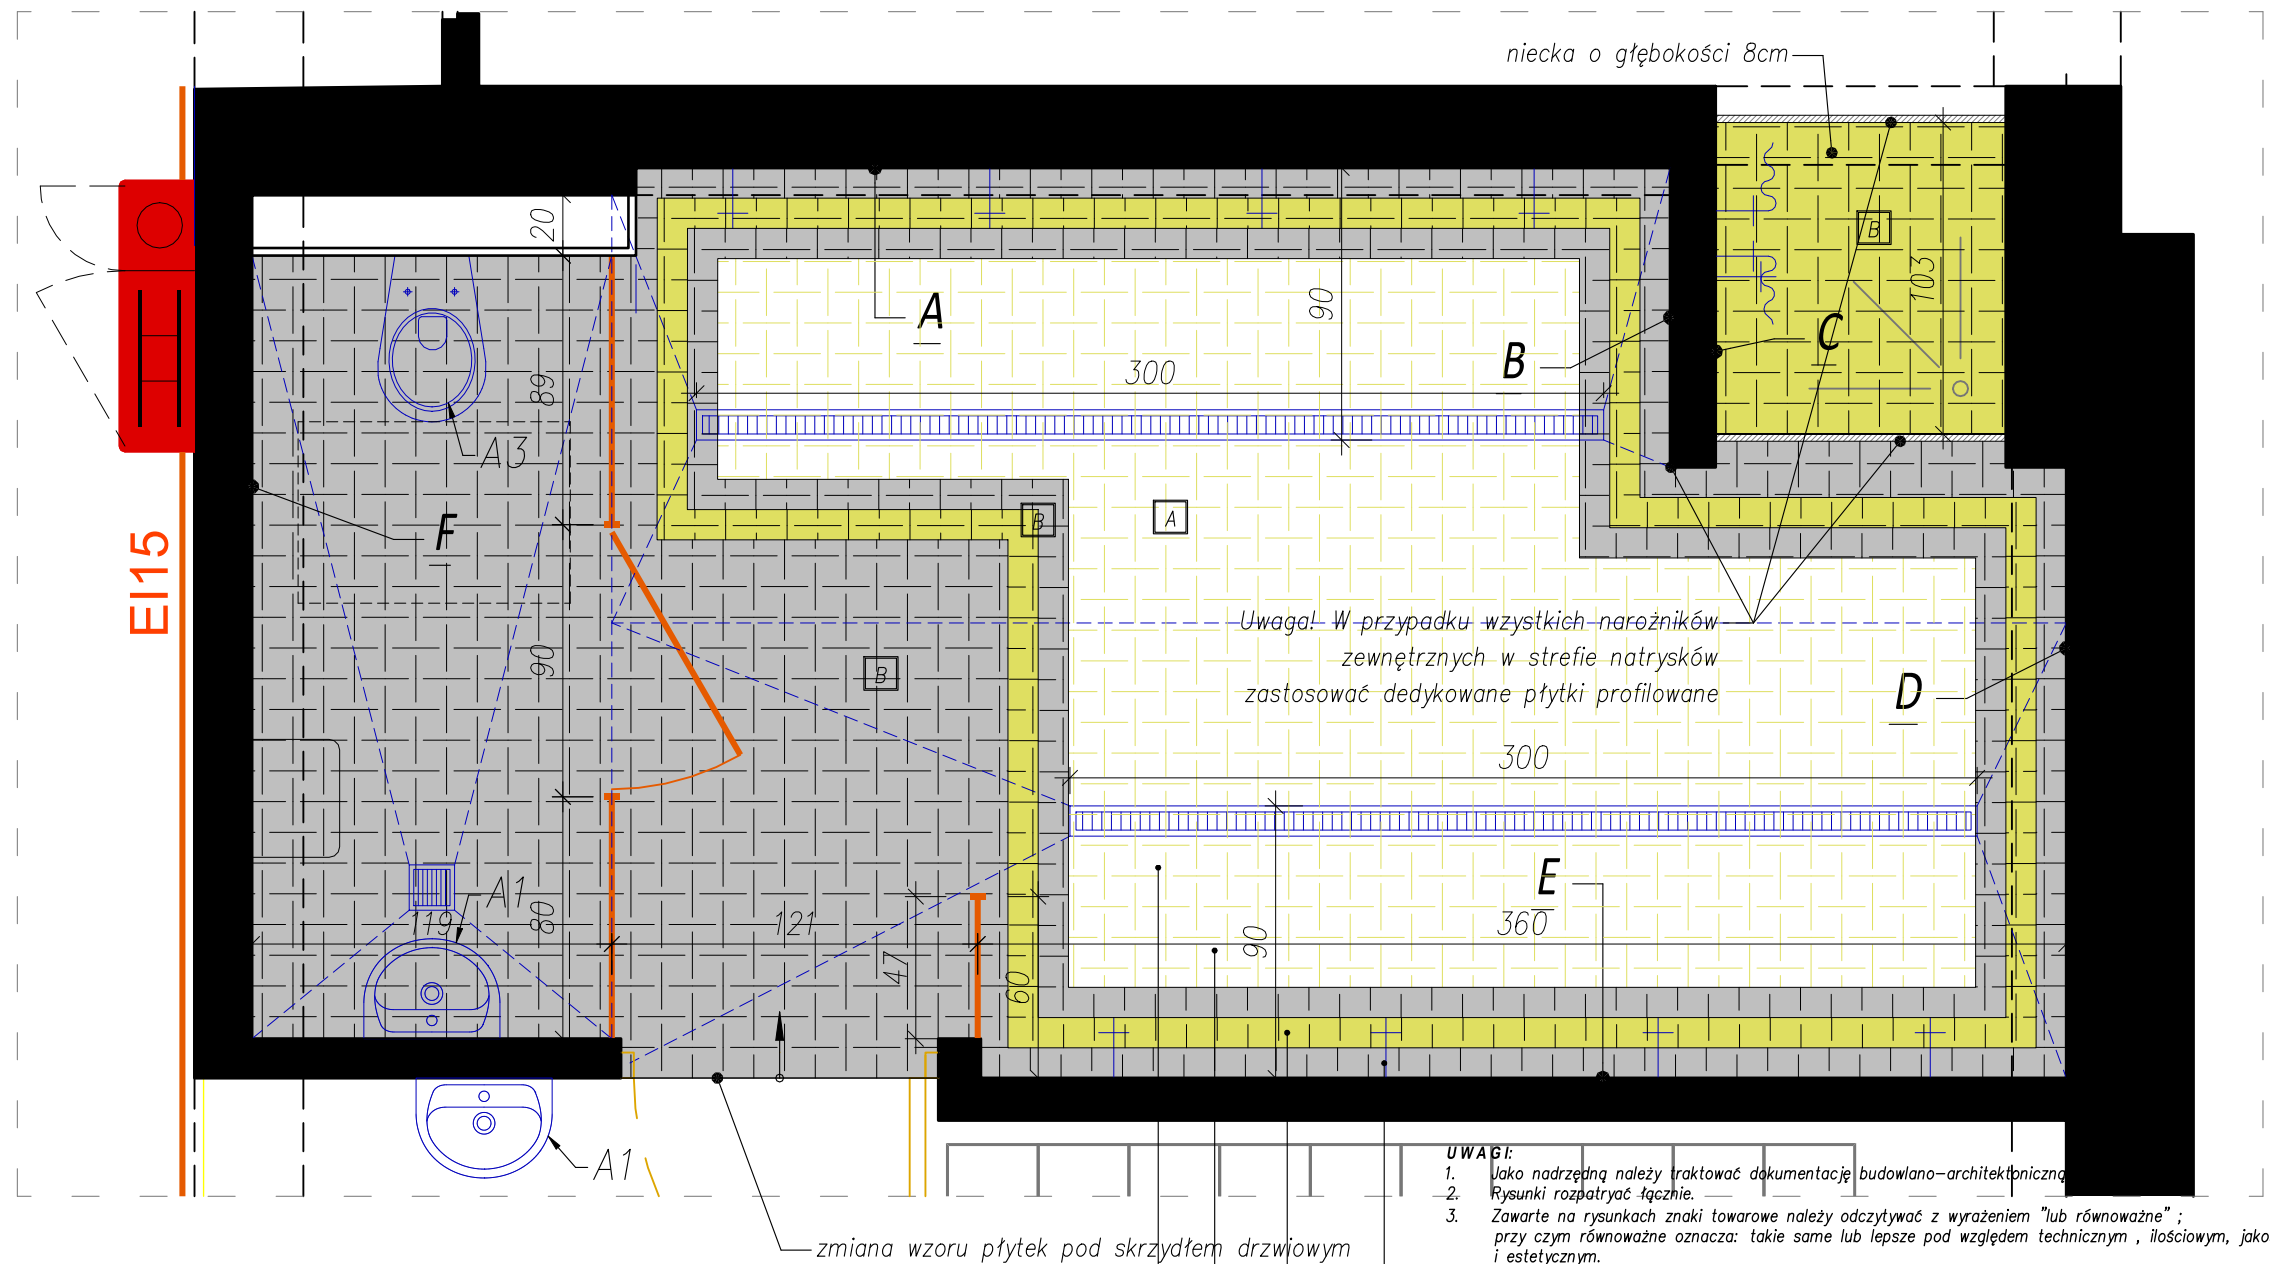 niecka o głębokości 8cm
20
A
90
B
103
B
C
300
89
A3
B
A
F
EI15
90
B
Uwaga! W przypadku wzystkich narożników
zewnętrznych w strefie natrysków
zastosować dedykowane płytki profilowane
D
300
A1
E
119
80
121
360
47
90
60
A1
UWAGI:
1. Jako nadrzędną należy traktować dokumentację budowlano-architektoniczną
2. Rysunki rozpatryać łącznie.
3. Zawarte na rysunkach znaki towarowe należy odczytywać z wyrażeniem "lub równoważne" ;
przy czym równoważne oznacza: takie same lub lepsze pod względem technicznym , ilościowym, jako
i estetycznym.
zmiana wzoru płytek pod skrzydłem drzwiowym